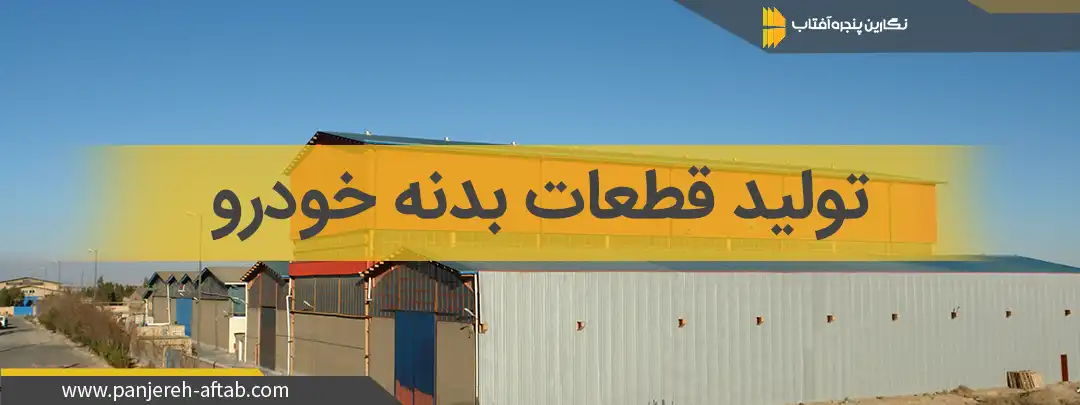 نگارین پنجره آفتاب
تولید قطعات بدنه خودرو
www.panjereh-aftab.com